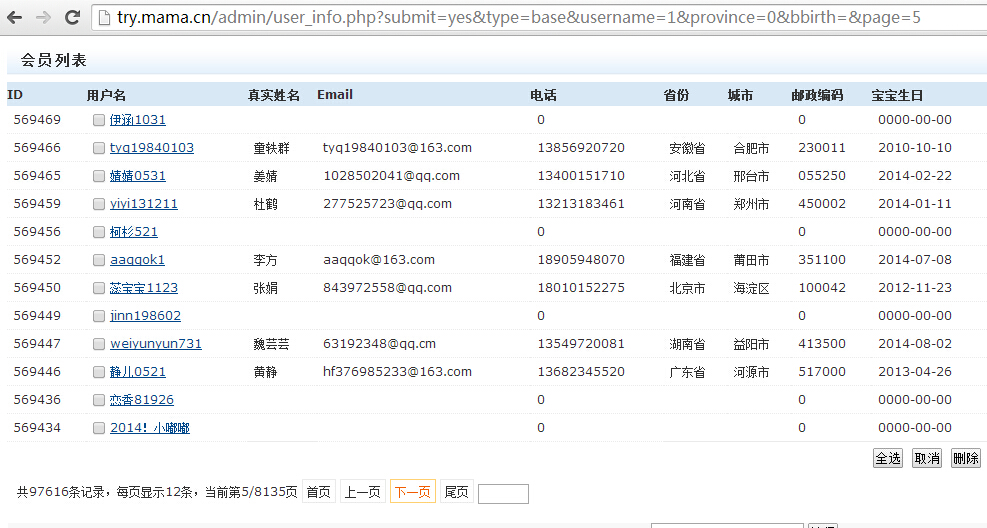 try.mama.cn/admin/user_info.php?submit=yes&type=base&username=1&province=0&bbirth=&page=5
会员列表
ID 用户名 真实姓名 Email 电话 省份 城市 邮政编码 宝宝生日
569469 伊涵1031 0 0 0000-00-00
569466 tyq19840103 童轶群 tyq19840103@163.com 13856920720 安徽省 合肥市 230011 2010-10-10
569465 婧婧0531 姜婧 1028502041@qq.com 13400151710 河北省 邢台市 055250 2014-02-22
569459 yiyi131211 杜鹤 277525723@qq.com 13213183461 河南省 郑州市 450002 2014-01-11
569456 柯杉521 0 0 0000-00-00
569452 aaqqok1 李方 aaqqok@163.com 18905948070 福建省 莆田市 351100 2014-07-08
569450 蕊宝宝1123 张娟 843972558@qq.com 18010152275 北京市 海淀区 100042 2012-11-23
569449 jinn198602 0 0 0000-00-00
569447 weiyunyun731 魏芸芸 63192348@qq.cm 13549720081 湖南省 益阳市 413500 2014-08-02
569446 静儿0521 黄静 hf376985233@163.com 13682345520 广东省 河源市 517000 2013-04-26
569436 恋香81926 0 0 0000-00-00
569434 2014！小嘟嘟 0 0 0000-00-00
全选 取消 删除
共97616条记录，每页显示12条，当前第5/8135页 首页 上一页 下一页 尾页